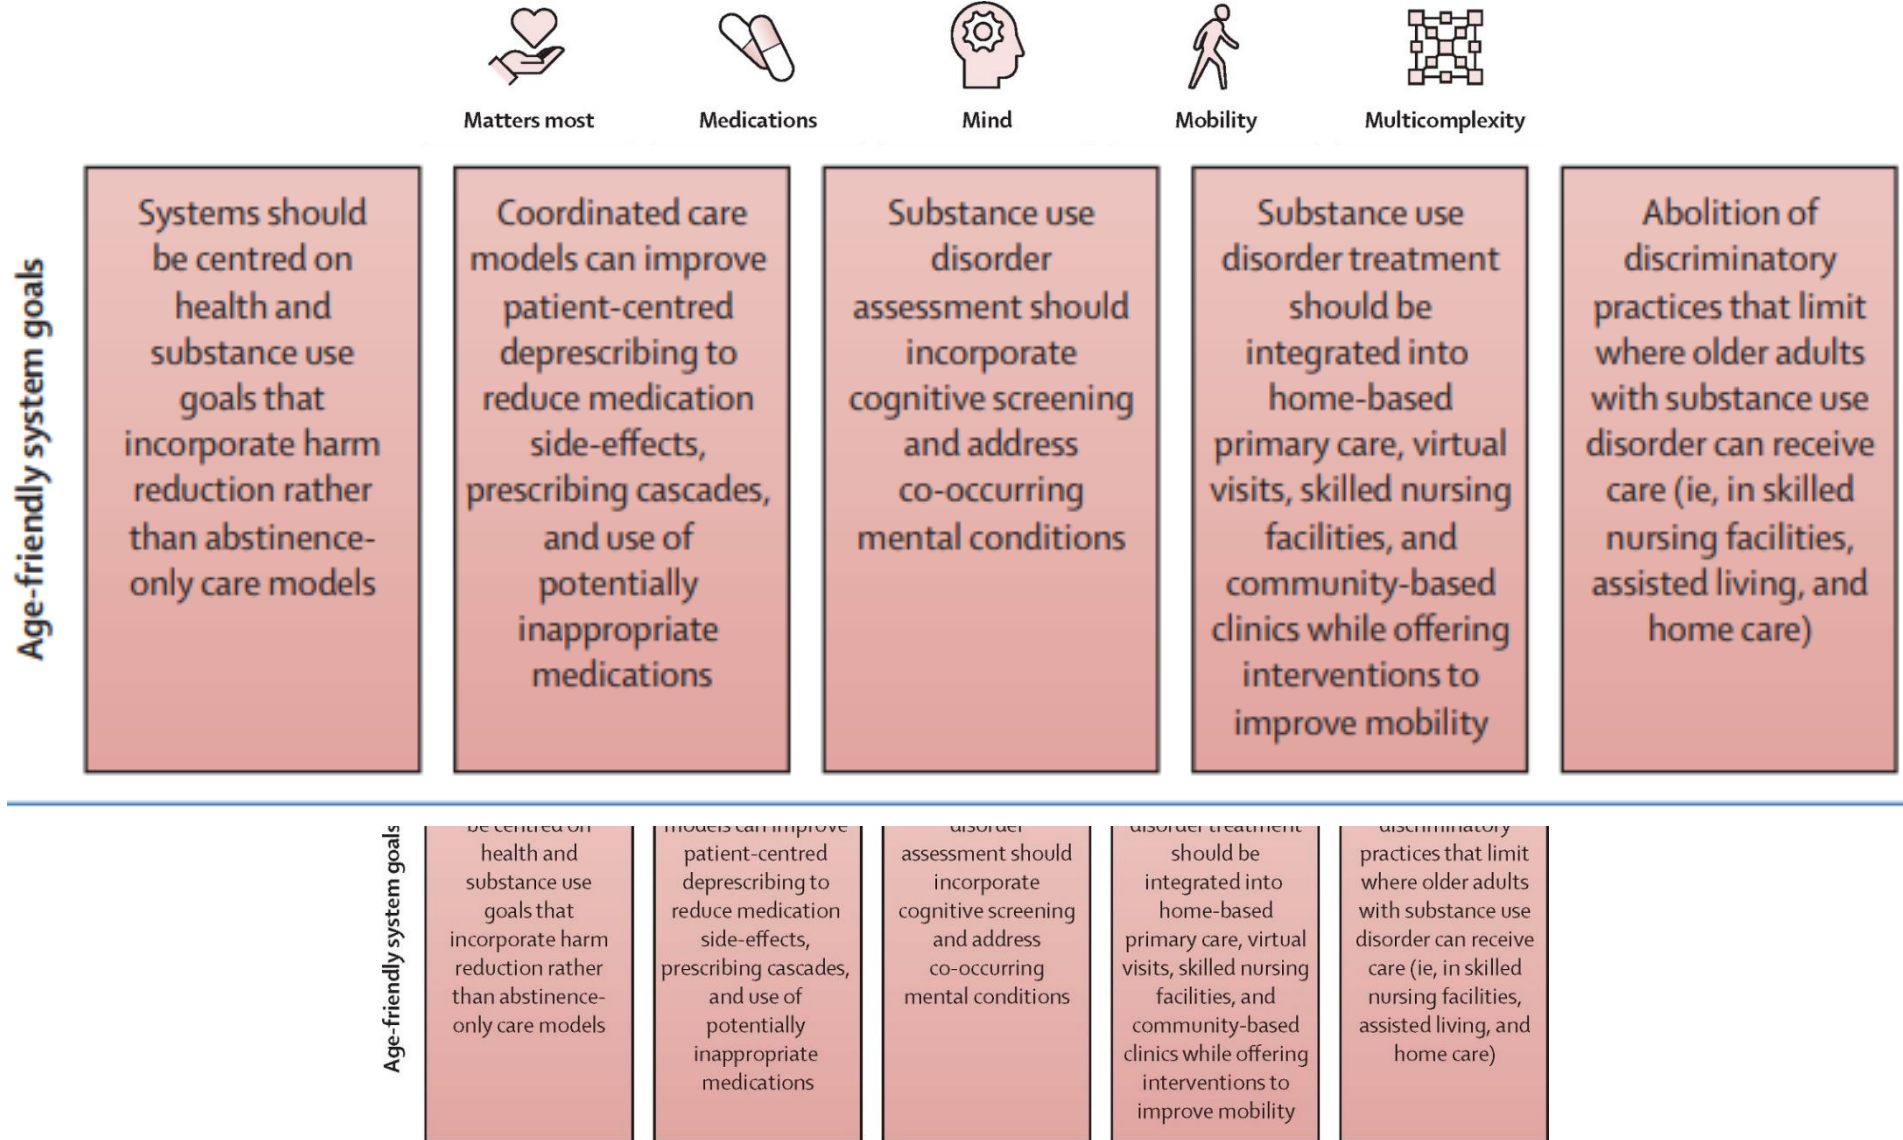 Matters most
Medications
Mind
Mobility
Multicomplexity
Age-friendly system goals
Systems should
be centred on
health and
substance use
goals that
incorporate harm
reduction rather
than abstinence-
only care models
Coordinated care
models can improve
patient-centred
deprescribing to
reduce medication
side-effects,
prescribing cascades,
and use of
potentially
inappropriate
medications
Substance use
disorder
assessment should
incorporate
cognitive screening
and address
co-occurring
mental conditions
Substance use
disorder treatment
should be
integrated into
home-based
primary care, virtual
visits, skilled nursing
facilities, and
community-based
clinics while offering
interventions to
improve mobility
Abolition of
discriminatory
practices that limit
where older adults
with substance use
disorder can receive
care (ie, in skilled
nursing facilities,
assisted living, and
home care)
Age-friendly system goals
be centred on
health and
substance use
goals that
incorporate harm
reduction rather
than abstinence-
only care models
models can improve
patient-centred
deprescribing to
reduce medication
side-effects,
prescribing cascades,
and use of
potentially
inappropriate
medications
disorder
assessment should
incorporate
cognitive screening
and address
co-occurring
mental conditions
disorder treatment
should be
integrated into
home-based
primary care, virtual
visits, skilled nursing
facilities, and
community-based
clinics while offering
interventions to
improve mobility
discriminatory
practices that limit
where older adults
with substance use
disorder can receive
care (ie, in skilled
nursing facilities,
assisted living, and
home care)